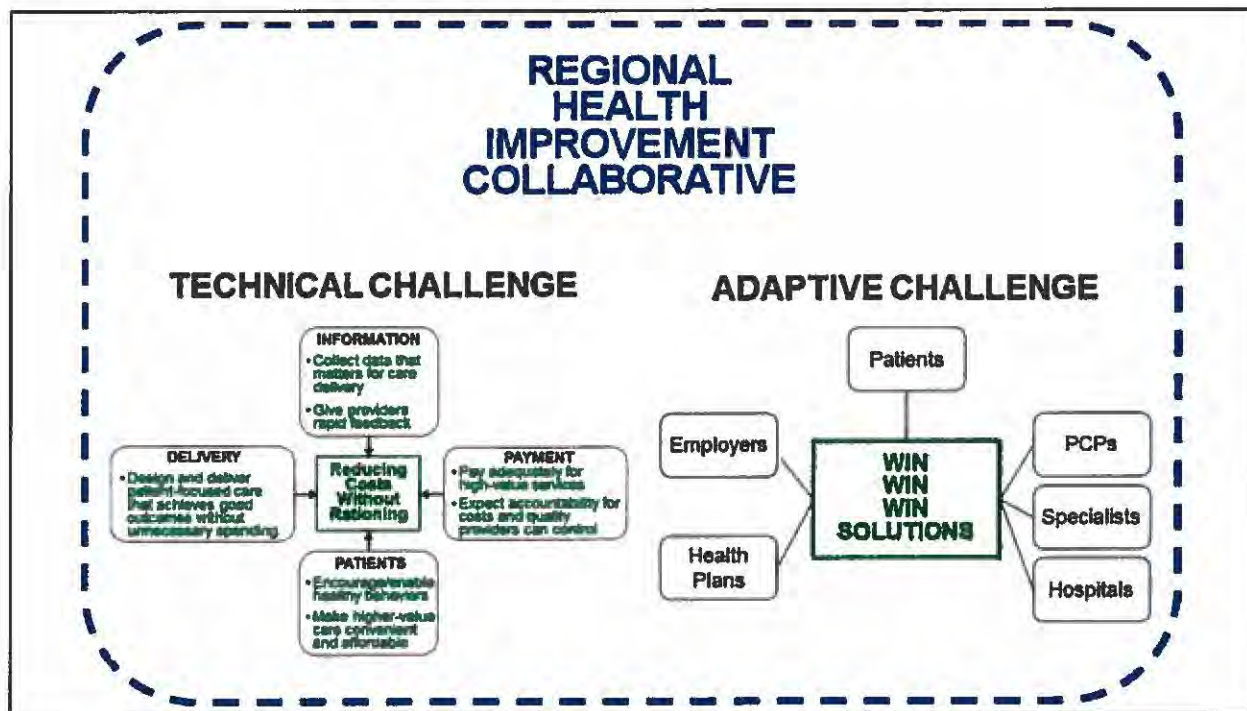 REGIONAL
HEALTH
IMPROVEMENT
COLLABORATIVE
TECHNICAL CHALLENGE
INFORMATION
• Collect data that
matters for care
delivery
• Give providers
rapid feedback
DELIVERY
• Design and deliver
patient-focused care
that achieves good
outcomes without
unnecessary spending
Reducing
Costs
Without
Rationing
PAYMENT
• Pay adequately for
high-value services
• Expect accountability for
costs and quality
providers can control
PATIENTS
• Encourage/enable
healthy behaviors
• Make higher-value
care convenient
and affordable
ADAPTIVE CHALLENGE
Patients
Employers
Health
Plans
WIN
WIN
WIN
SOLUTIONS
PCPs
Specialists
Hospitals